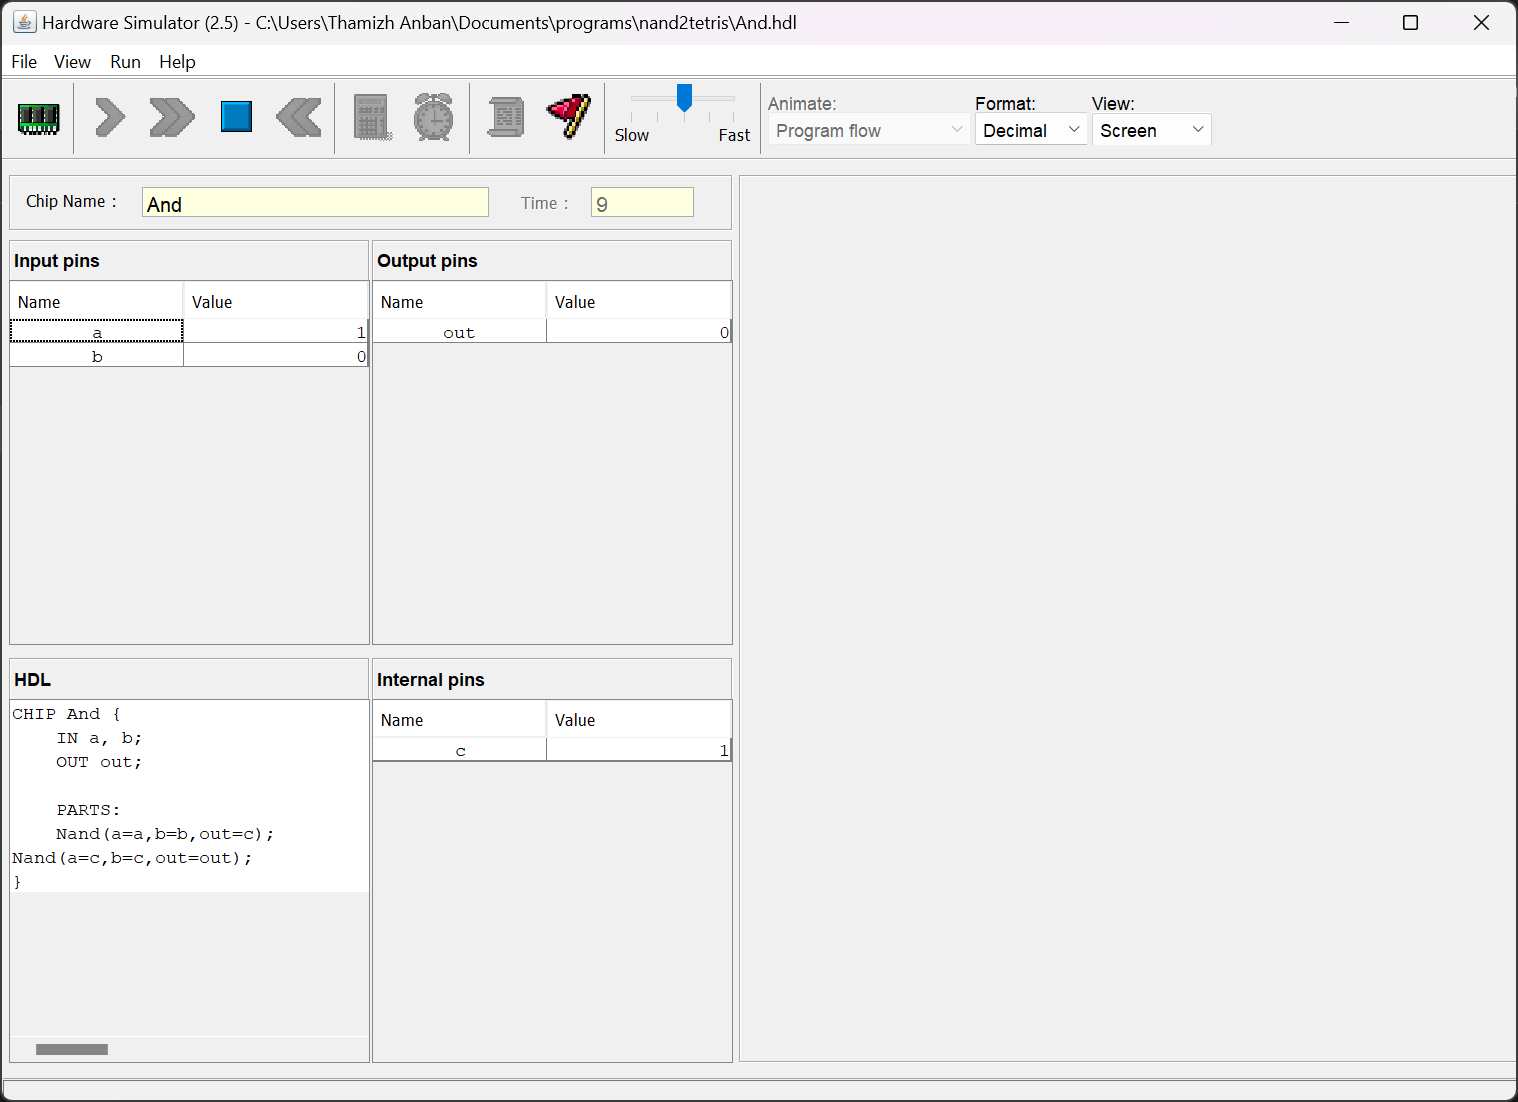 Hardware Simulator (2.5) - C:\Users\Thamizh Anban\Documents\programs\nand2tetris\And.hdl
File View Run Help
Slow Fast
Animate: Format: View:
Program flow Decimal Screen
Chip Name : And Time : 9
Input pins
Name Value
a 1
b 0
Output pins
Name Value
out 0
HDL
CHIP And {
    IN a, b;
    OUT out;
    PARTS:
    Nand(a=a,b=b,out=c);
Nand(a=c,b=c,out=out);
}
Internal pins
Name Value
c 1